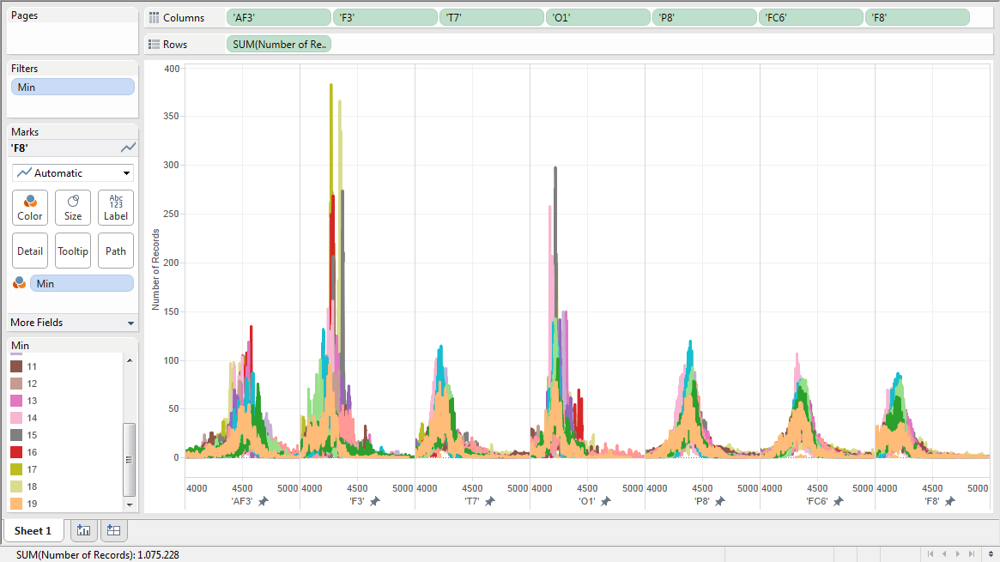 Pages
Columns
'AF3'
'F3'
'T7'
'O1'
'P8'
'FC6'
'F8'
Rows
SUM(Number of Re..
Filters
Min
Marks
'F8'
Automatic
Color
Size
Abc
123
Label
Detail
Tooltip
Path
Min
More Fields
Min
11
12
13
14
15
16
17
18
19
Number of Records
400
350
300
250
200
150
100
50
0
4000 4500 5000
4000 4500 5000
4000 4500 5000
4000 4500 5000
4000 4500 5000
4000 4500 5000
4000 4500 5000
'AF3'
'F3'
'T7'
'O1'
'P8'
'FC6'
'F8'
Sheet 1
SUM(Number of Records): 1.075.228